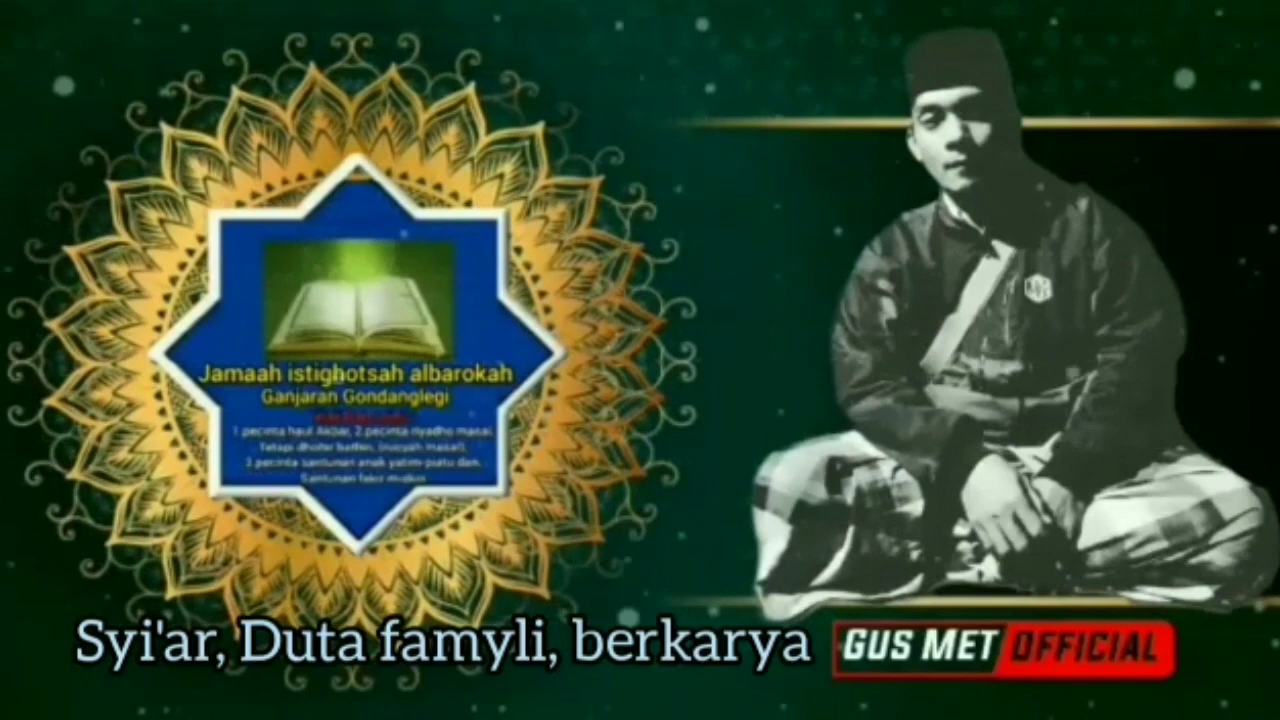 Jamaah istighotsah albarokah
Ganjaran Gondanglegi
1 pecinta haul Akbar, 2 pecinta riyadho masal.
3 pecinta santunan anak yatim-piatu dan.
Santunan fakir miskin
Syi'ar, Duta famyli, berkarya
GUS MET OFFICIAL